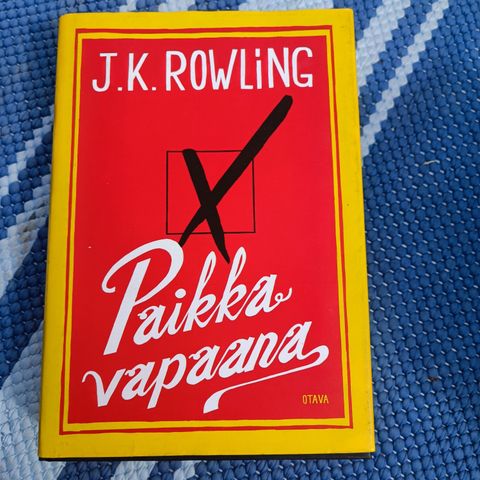 J.K. ROWLiNG
Paikka
vapaana
OTAVA